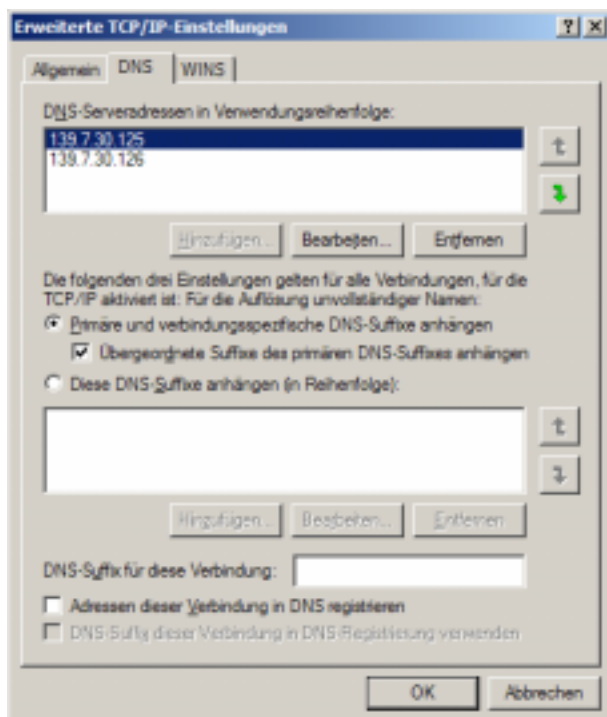 Erweiterte TCP/IP-Einstellungen
Allgemein DNS WINS
DNS-Serveradressen in Verwendungsreihenfolge:
139.7.30.125
139.7.30.126
Hinzufügen... Bearbeiten... Entfernen
Die folgenden drei Einstellungen gelten für alle Verbindungen, für die
TCP/IP aktiviert ist: Für die Auflösung unvollständiger Namen:
Primäre und verbindungsspezifische DNS-Suffixe anhängen
Übergeordnete Suffixe des primären DNS-Suffixes anhängen
Diese DNS-Suffixe anhängen (in Reihenfolge):
Hinzufügen... Bearbeiten... Entfernen
DNS-Suffix für diese Verbindung:
Adressen dieser Verbindung in DNS registrieren
DNS-Suffix dieser Verbindung in DNS-Registrierung verwenden
OK Abbrechen